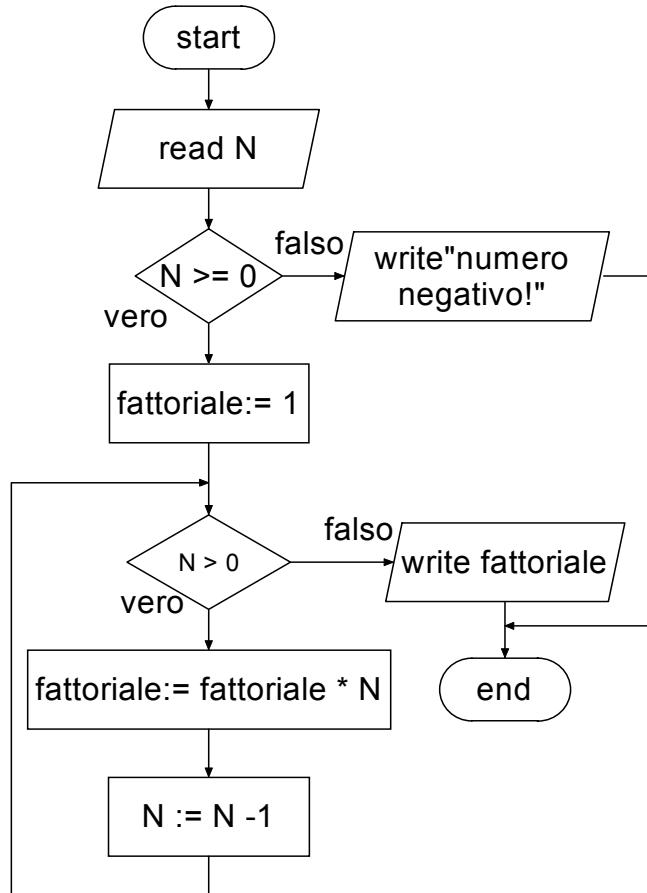 start
read N
N >= 0
falso
write"numero
negativo!"
vero
fattoriale:= 1
N > 0
falso
write fattoriale
vero
fattoriale:= fattoriale * N
end
N := N -1